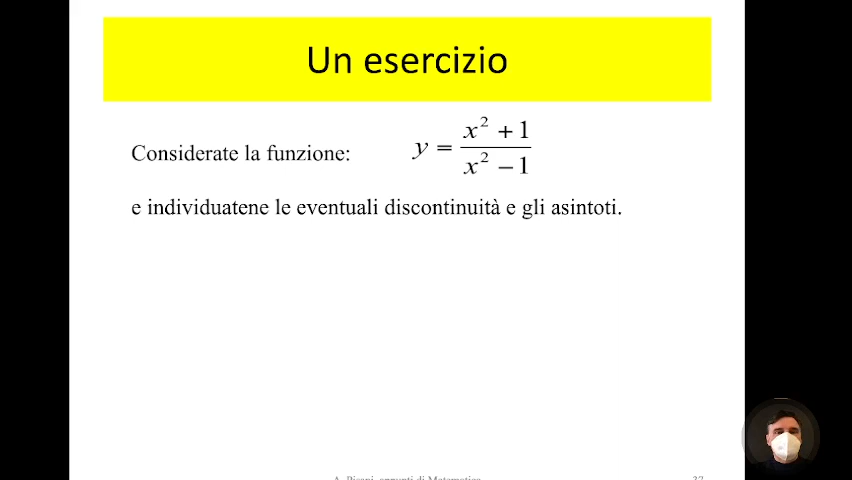 Un esercizio
Considerate la funzione: y = (x² + 1) / (x² − 1)
e individuatene le eventuali discontinuità e gli asintoti.